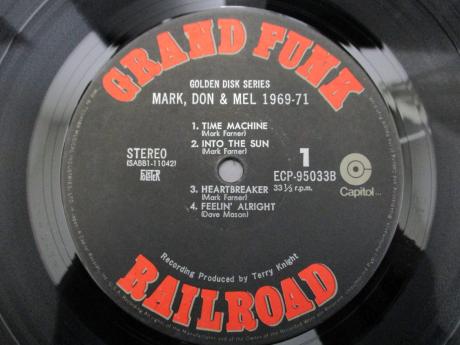 GRAND FUNK
GOLDEN DISK SERIES
MARK, DON & MEL 1969-71
1. TIME MACHINE
(Mark Farner)
2. INTO THE SUN
(Mark Farner)
STEREO
(SABB1-11042)
1
ECP-95033B
33⅓ r.p.m.
Capitol
3. HEARTBREAKER
(Mark Farner)
4. FEELIN' ALRIGHT
(Dave Mason)
Recording Produced by Terry Knight
RAILROAD